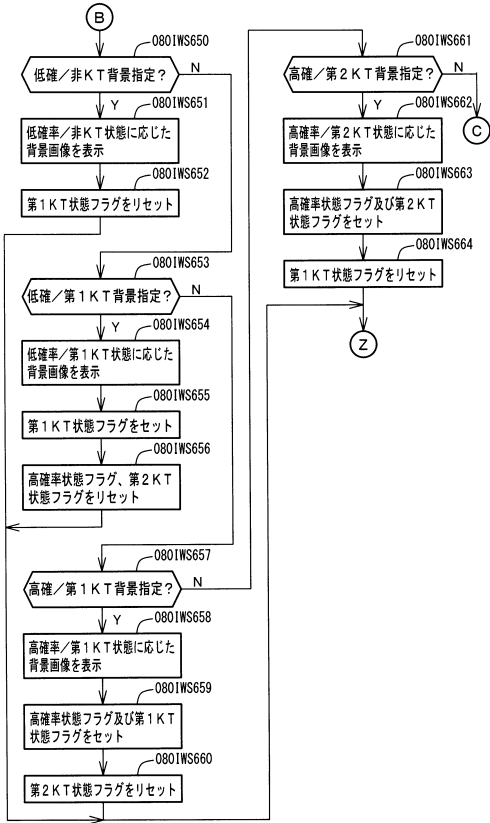 B
080IWS650
低確/非KT背景指定?
N
Y
080IWS651
低確率/非KT状態に応じた
背景画像を表示
080IWS652
第1KT状態フラグをリセット
080IWS653
低確/第1KT背景指定?
N
Y
080IWS654
低確率/第1KT状態に応じた
背景画像を表示
080IWS655
第1KT状態フラグをセット
080IWS656
高確率状態フラグ、第2KT
状態フラグをリセット
080IWS657
高確/第1KT背景指定?
N
Y
080IWS658
高確率/第1KT状態に応じた
背景画像を表示
080IWS659
高確率状態フラグ及び第1KT
状態フラグをセット
080IWS660
第2KT状態フラグをリセット
080IWS661
高確/第2KT背景指定?
N
Y
C
080IWS662
高確率/第2KT状態に応じた
背景画像を表示
080IWS663
高確率状態フラグ及び第2KT
状態フラグをセット
080IWS664
第1KT状態フラグをリセット
Z